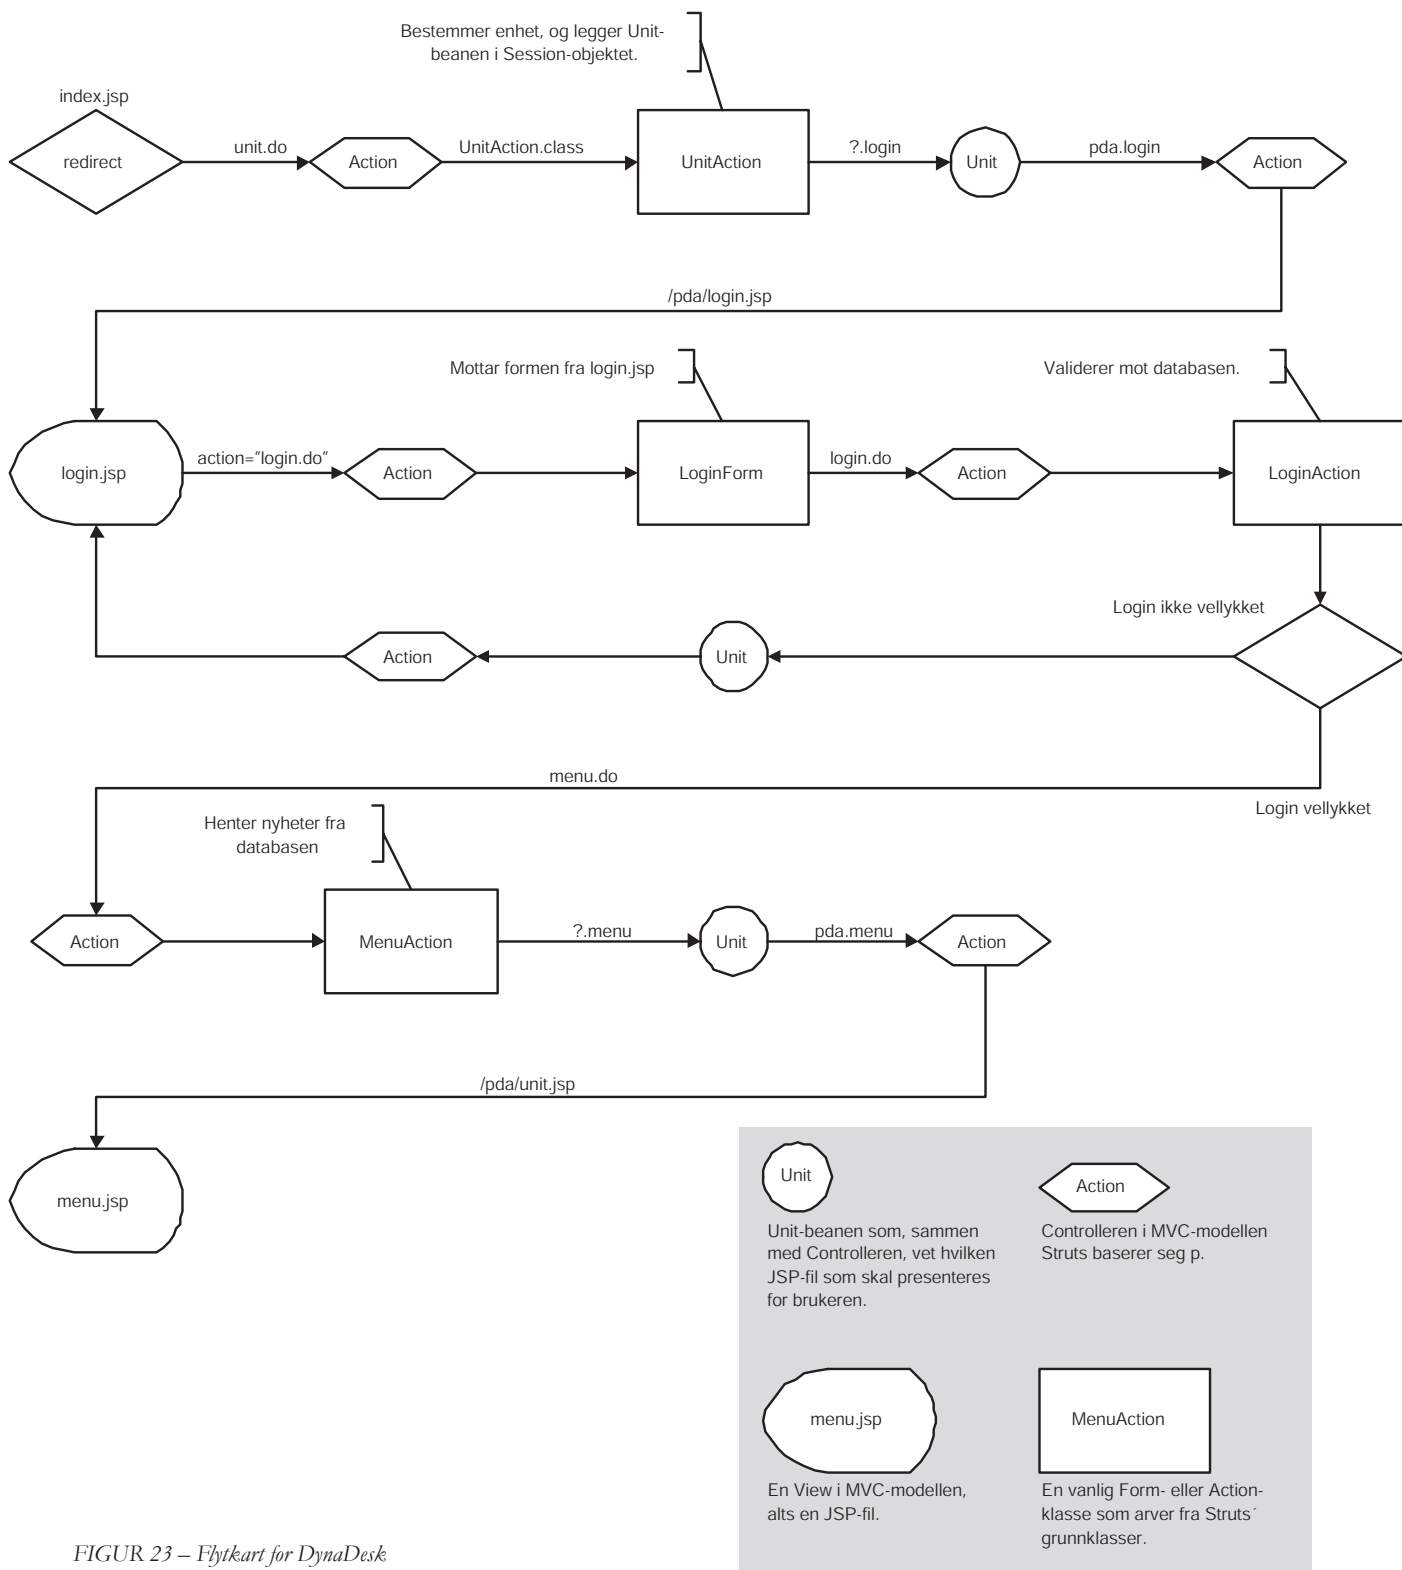 Bestemmer enhet, og legger Unit-
beanen i Session-objektet.
index.jsp
redirect
unit.do
Action
UnitAction.class
UnitAction
?.login
Unit
pda.login
Action
/pda/login.jsp
Mottar formen fra login.jsp
Validerer mot databasen.
login.jsp
action="login.do"
Action
LoginForm
login.do
Action
LoginAction
Login ikke vellykket
Action
Unit
menu.do
Login vellykket
Henter nyheter fra
databasen
Action
MenuAction
?.menu
Unit
pda.menu
Action
/pda/unit.jsp
menu.jsp
Unit
Unit-beanen som, sammen
med Controlleren, vet hvilken
JSP-fil som skal presenteres
for brukeren.
Action
Controlleren i MVC-modellen
Struts baserer seg p.
menu.jsp
En View i MVC-modellen,
alts en JSP-fil.
MenuAction
En vanlig Form- eller Action-
klasse som arver fra Struts´
grunnklasser.
FIGUR 23 – Flytkart for DynaDesk